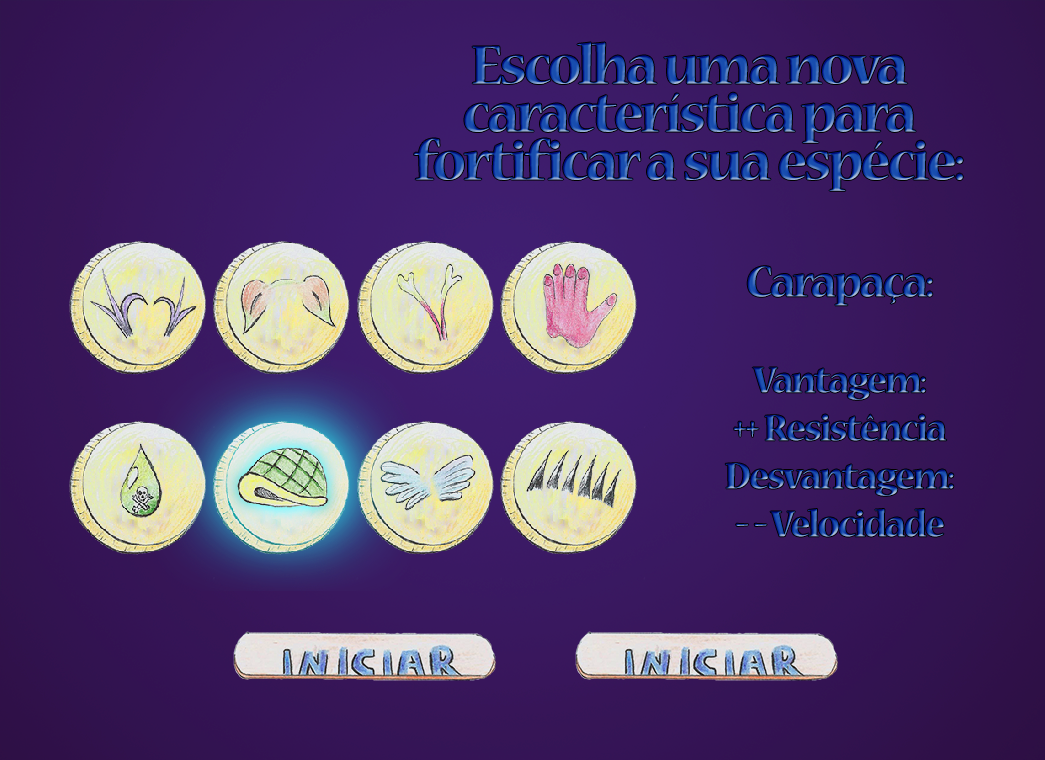 Escolha uma nova
característica para
fortificar a sua espécie:
Carapaça:
Vantagem:
++ Resistência
Desvantagem:
- - Velocidade
INICIAR
INICIAR